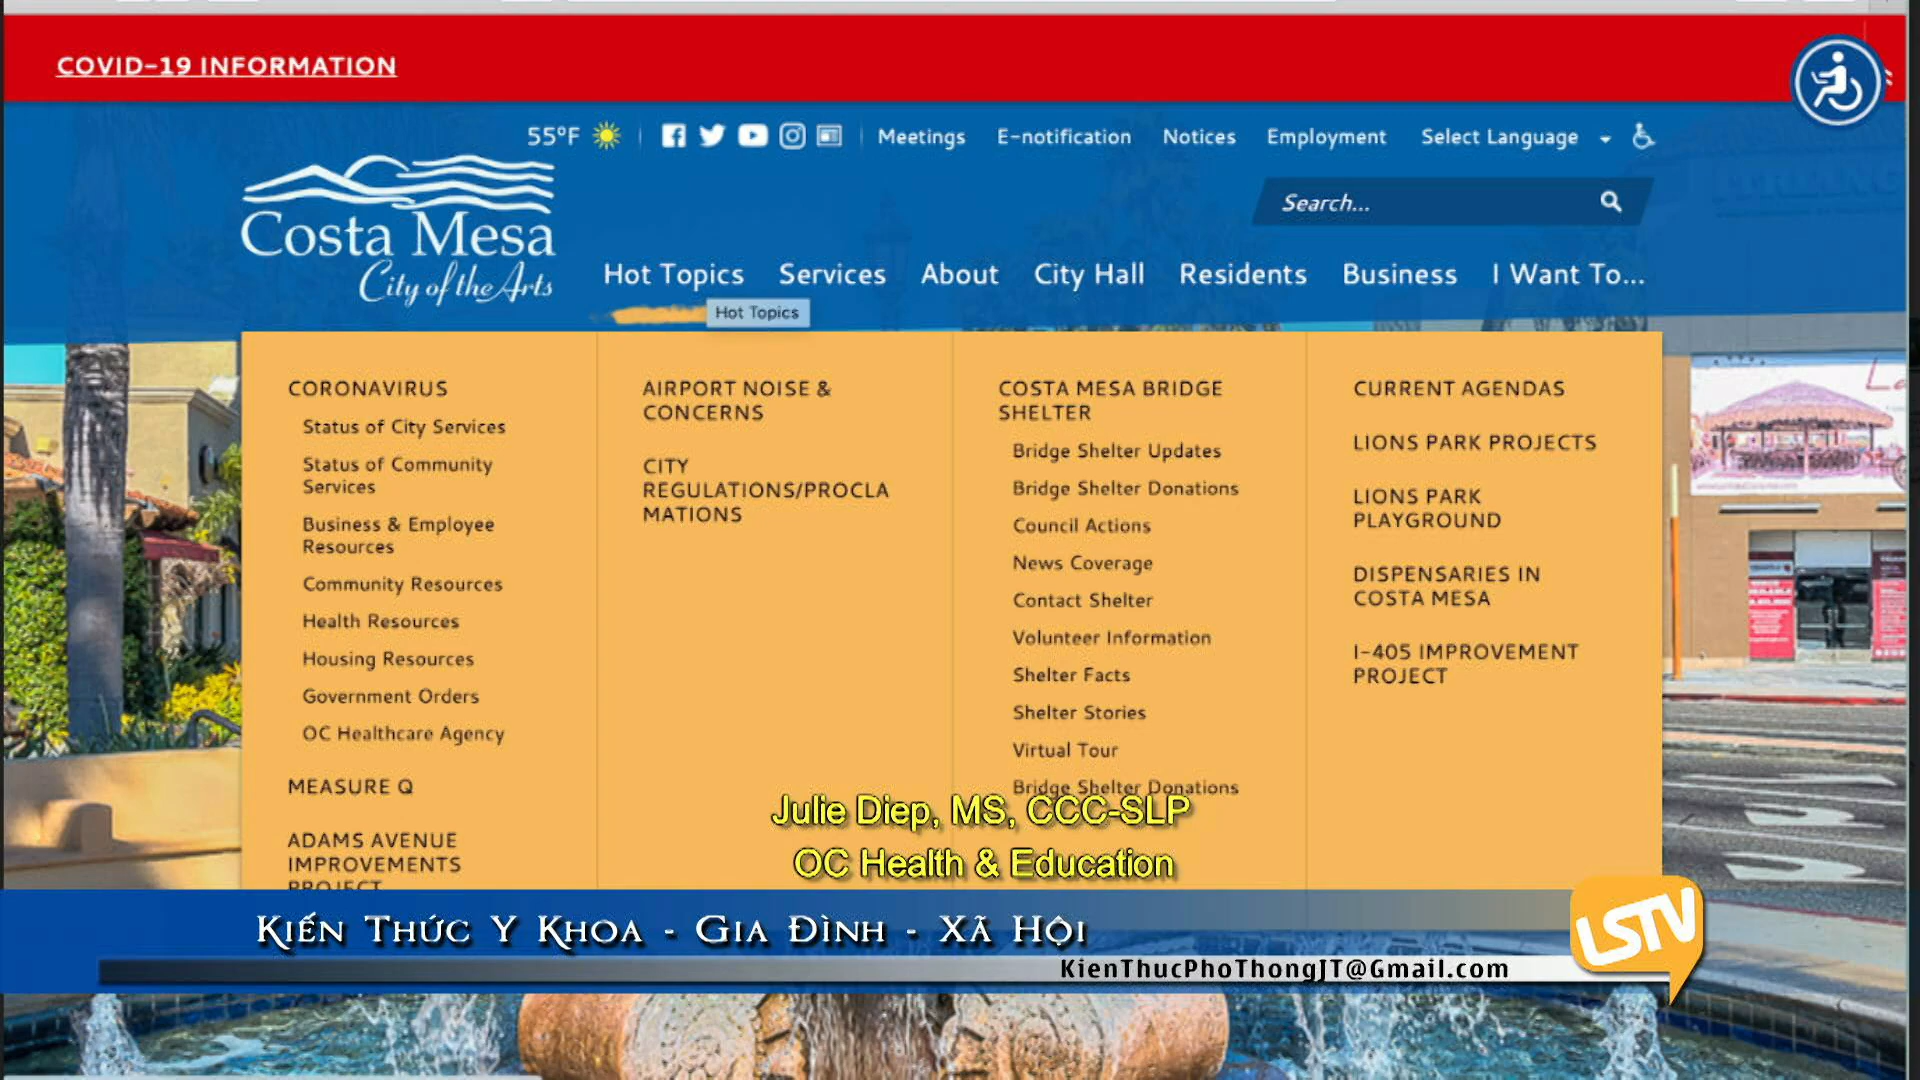 COVID-19 INFORMATION
55°F
Meetings
E-notification
Notices
Employment
Select Language
Search...
Costa Mesa
City of the Arts
Hot Topics
Services
About
City Hall
Residents
Business
I Want To...
Hot Topics
CORONAVIRUS
Status of City Services
Status of Community
Services
Business & Employee
Resources
Community Resources
Health Resources
Housing Resources
Government Orders
OC Healthcare Agency
MEASURE Q
ADAMS AVENUE
IMPROVEMENTS
PROJECT
AIRPORT NOISE &
CONCERNS
CITY
REGULATIONS/PROCLA
MATIONS
COSTA MESA BRIDGE
SHELTER
Bridge Shelter Updates
Bridge Shelter Donations
Council Actions
News Coverage
Contact Shelter
Volunteer Information
Shelter Facts
Shelter Stories
Virtual Tour
Bridge Shelter Donations
CURRENT AGENDAS
LIONS PARK PROJECTS
LIONS PARK
PLAYGROUND
DISPENSARIES IN
COSTA MESA
I-405 IMPROVEMENT
PROJECT
Julie Diep, MS, CCC-SLP
OC Health & Education
Kiến Thức Y Khoa - Gia Đình - Xã Hội
KienThucPhoThongJT@Gmail.com
LSTV